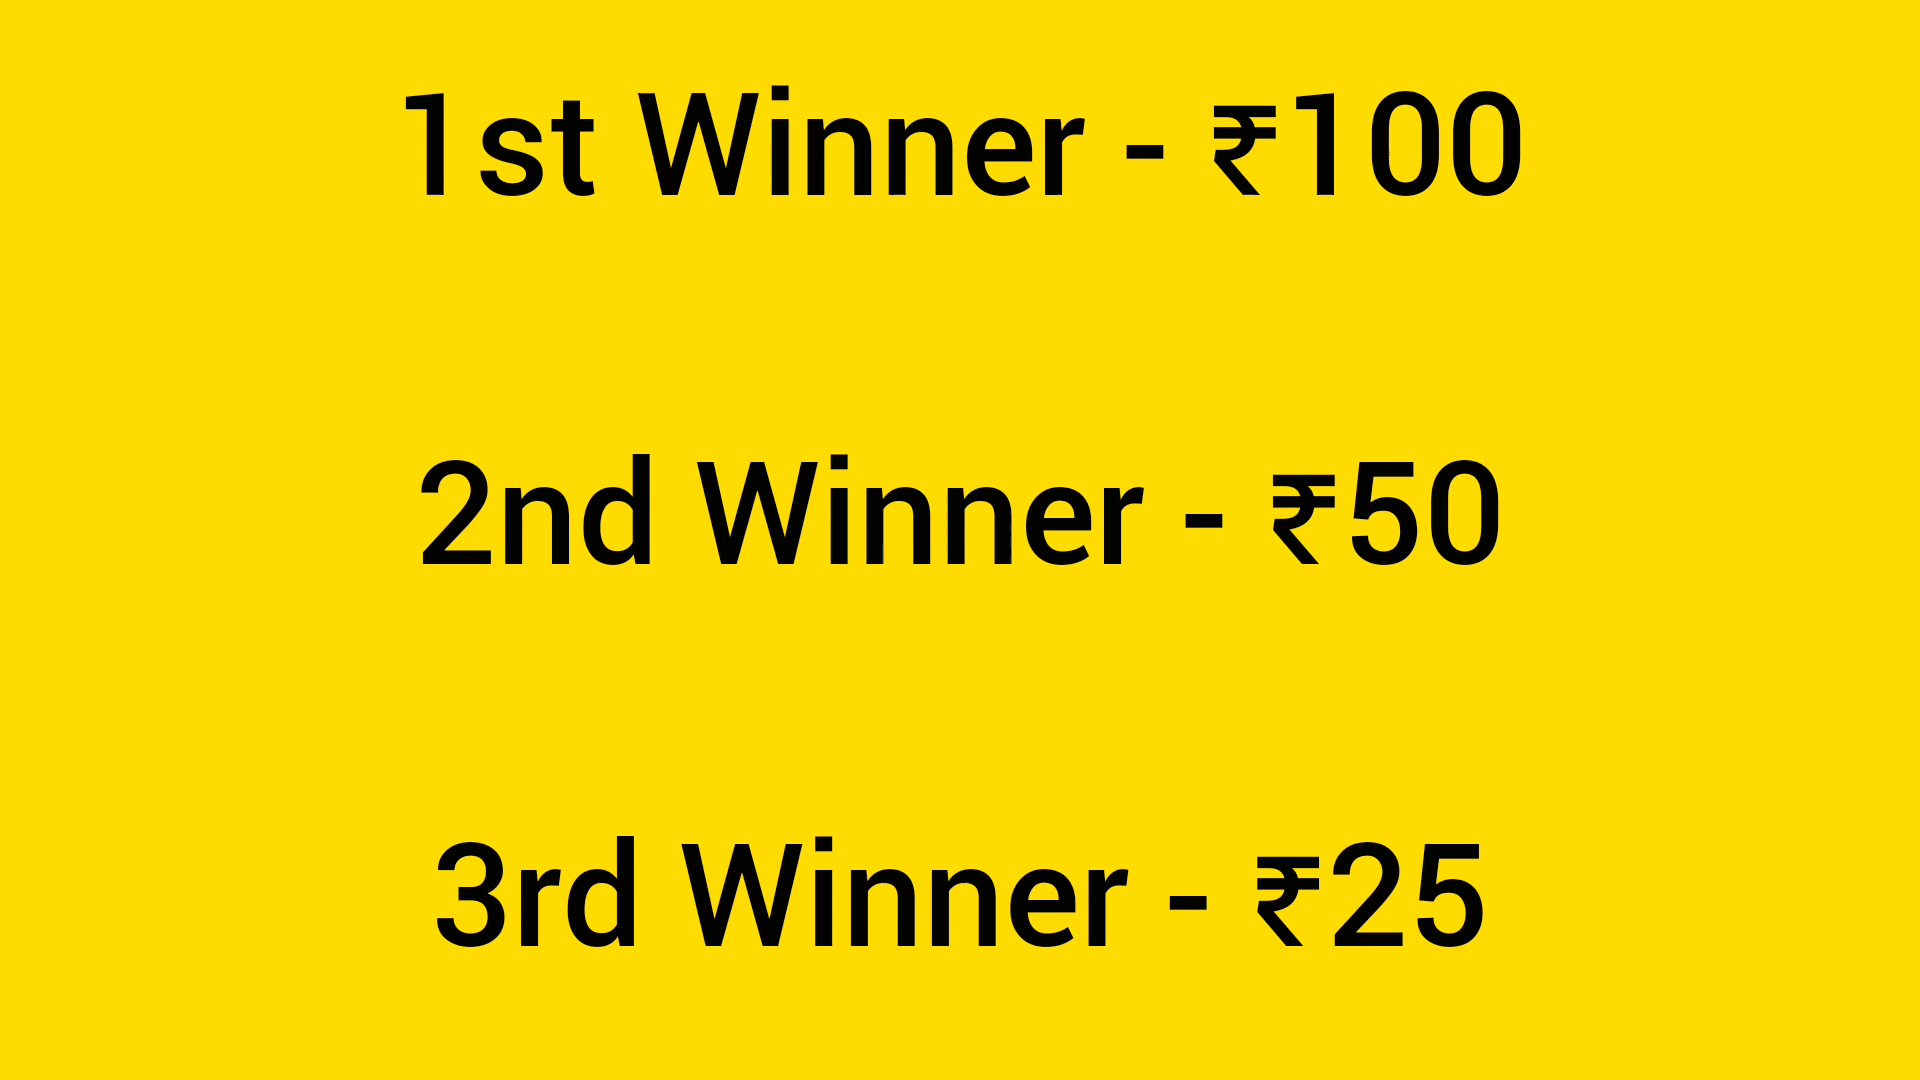 1st Winner - ₹100
2nd Winner - ₹50
3rd Winner - ₹25